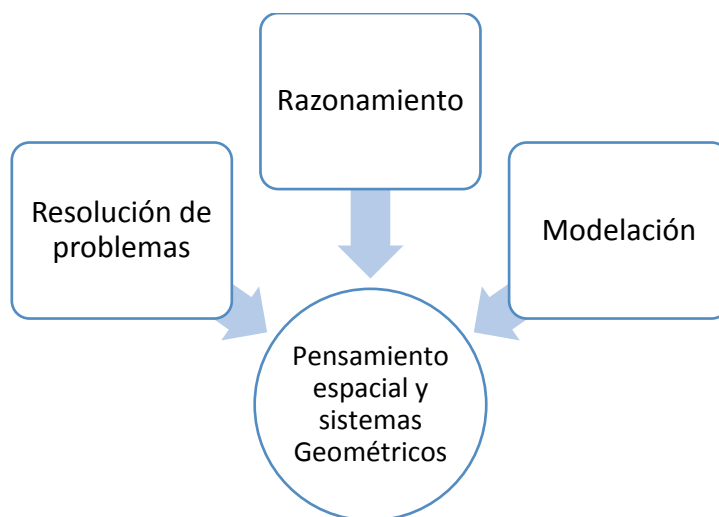 Razonamiento
Resolución de
problemas
Modelación
Pensamiento
espacial y
sistemas
Geométricos